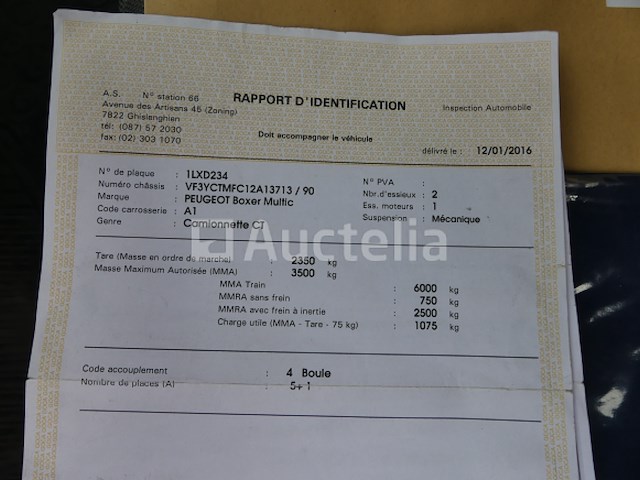 A.S. N° station 66
RAPPORT D'IDENTIFICATION
Inspection Automobile
Avenue des Artisans 45 (Zoning)
7822 Ghislenghien
tél: (087) 57 2030
fax: (02) 303 1070
Doit accompagner le véhicule
délivré le : 12/01/2016
N° de plaque : 1LXD234
Numéro châssis : VF3YCTMFC12A13713 / 90
Marque : PEUGEOT Boxer Multic
Code carrosserie : A1
Genre : Camionnette CT
N° PVA :
Nbr.d'essieux : 2
Ess. moteurs : 1
Suspension : Mécanique
Auctelia
Tare (Masse en ordre de marche) : 2350 kg
Masse Maximum Autorisée (MMA) : 3500 kg
MMA Train : 6000 kg
MMRA sans frein : 750 kg
MMRA avec frein à inertie : 2500 kg
Charge utile (MMA - Tare - 75 kg) : 1075 kg
Code accouplement : 4 Boule
Nombre de places (A) : 5+1